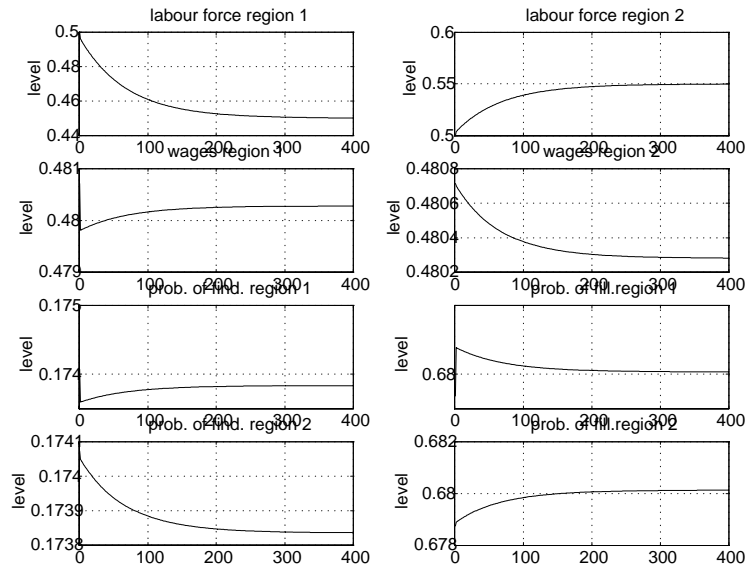 labour force region 1
0.5
0.48
0.46
0.44
level
0 100 200 300 400
labour force region 2
0.6
0.55
0.5
level
0 100 200 300 400
wages region 1
0.481
0.48
0.479
level
0 100 200 300 400
wages region 2
0.4808
0.4806
0.4804
0.4802
level
0 100 200 300 400
prob. of find. region 1
0.175
0.174
level
0 100 200 300 400
prob. of fill.region 1
0.68
level
0 100 200 300 400
prob. of find. region 2
0.1741
0.174
0.1739
0.1738
level
0 100 200 300 400
prob. of fill.region 2
0.682
0.68
0.678
level
0 100 200 300 400